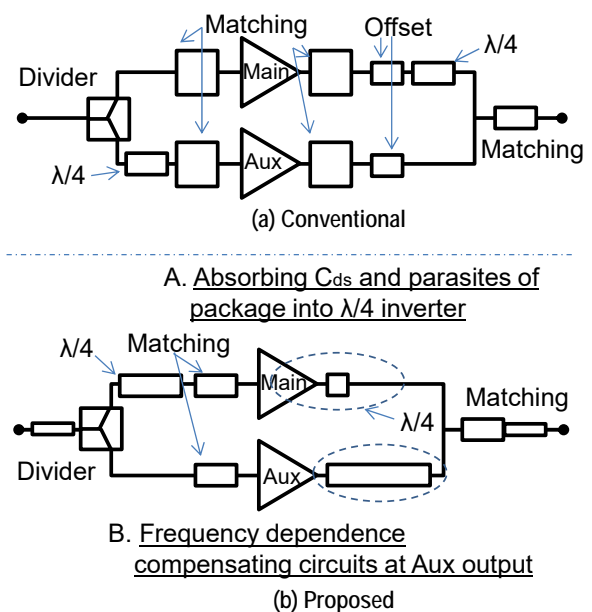 Matching
Offset
λ/4
Divider
Main
Aux
λ/4
Matching
(a) Conventional
A. Absorbing Cds and parasites of
package into λ/4 inverter
λ/4
Matching
Main
Matching
λ/4
Divider
Aux
B. Frequency dependence
compensating circuits at Aux output
(b) Proposed